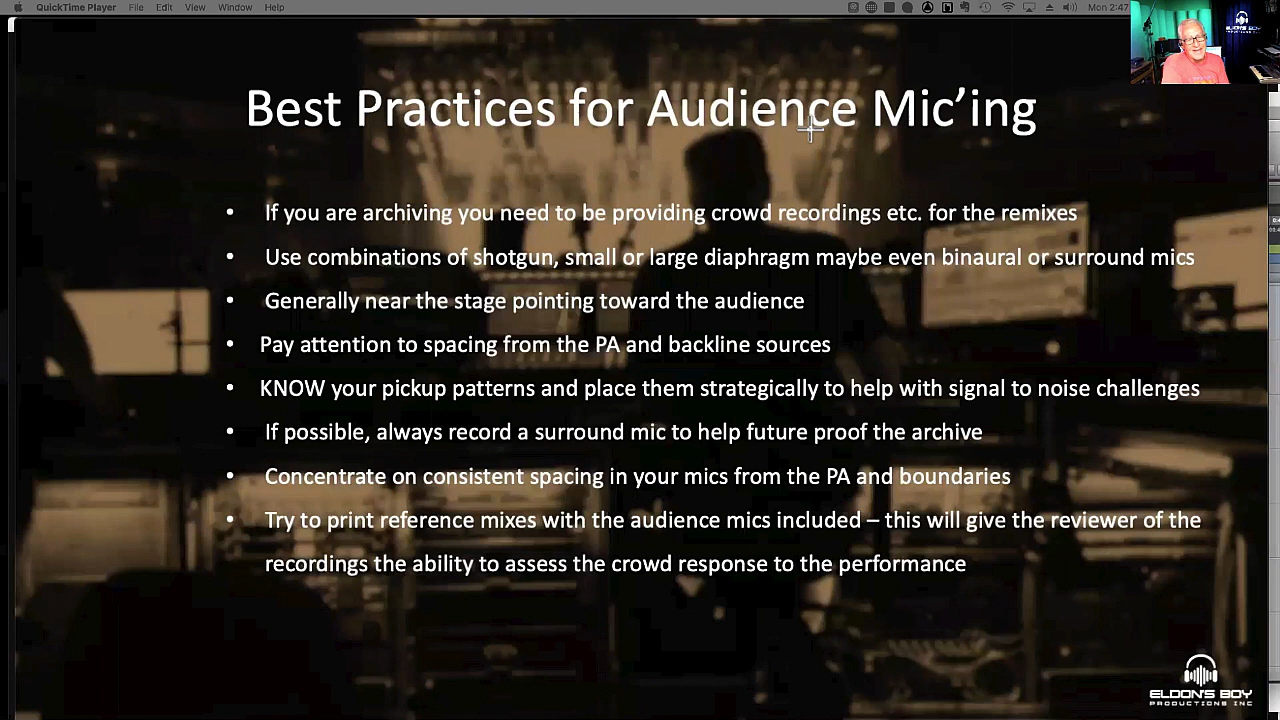 QuickTime Player File Edit View Window Help Mon 2:47
Best Practices for Audience Mic’ing
• If you are archiving you need to be providing crowd recordings etc. for the remixes
• Use combinations of shotgun, small or large diaphragm maybe even binaural or surround mics
• Generally near the stage pointing toward the audience
• Pay attention to spacing from the PA and backline sources
• KNOW your pickup patterns and place them strategically to help with signal to noise challenges
• If possible, always record a surround mic to help future proof the archive
• Concentrate on consistent spacing in your mics from the PA and boundaries
• Try to print reference mixes with the audience mics included – this will give the reviewer of the
recordings the ability to assess the crowd response to the performance
ELDON'S BOY
PRODUCTIONS INC